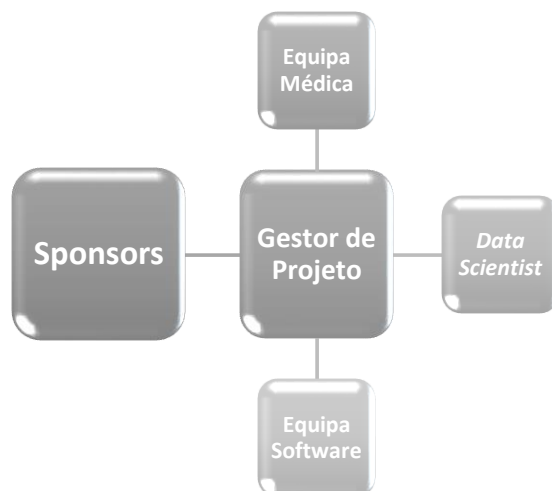 Equipa
Médica
Sponsors
Gestor de
Projeto
Data
Scientist
Equipa
Software